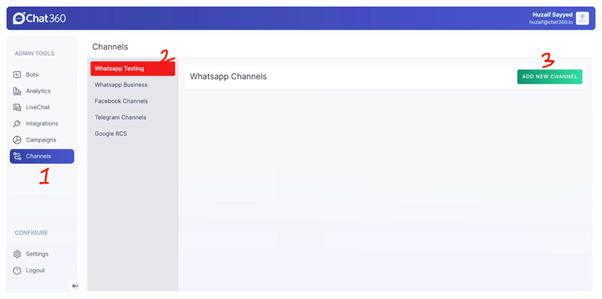 Chat360
Huzaif Sayyed
huzaif@chat360.io
ADMIN TOOLS
Bots
Analytics
LiveChat
Integrations
Campaigns
Channels
1
CONFIGURE
Settings
Logout
Channels
2
Whatsapp Testing
Whatsapp Business
Facebook Channels
Telegram Channels
Google RCS
Whatsapp Channels
3
ADD NEW CHANNEL